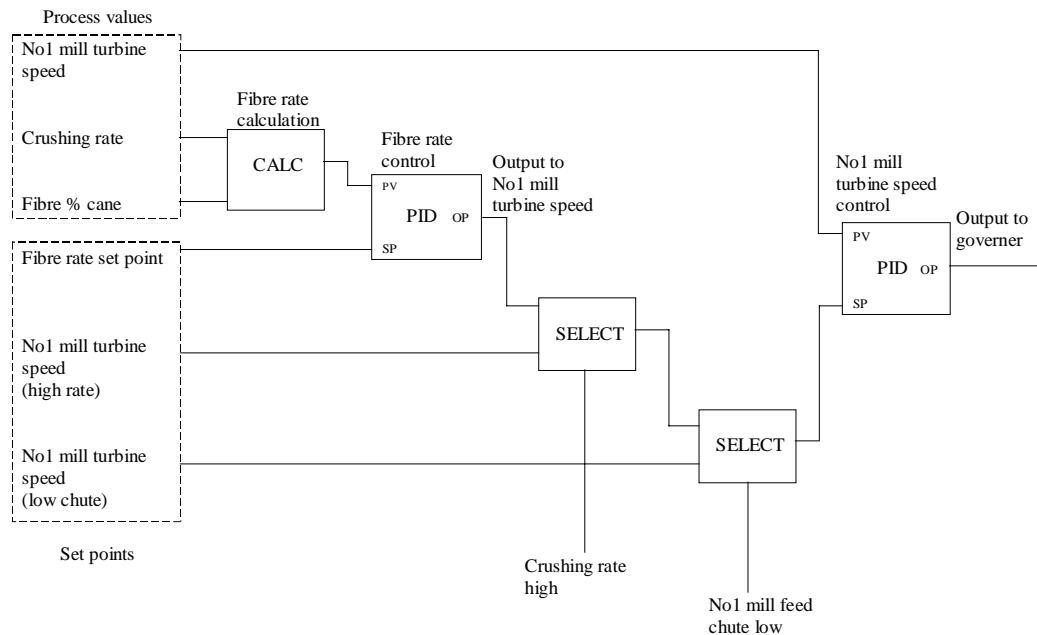 Process values
No1 mill turbine
speed
Crushing rate
Fibre % cane
Fibre rate
calculation
CALC
Fibre rate
control
PV
PID
OP
SP
Output to
No1 mill
turbine speed
No1 mill
turbine speed
control
PV
PID
OP
SP
Output to
governer
Fibre rate set point
No1 mill turbine
speed
(high rate)
No1 mill turbine
speed
(low chute)
Set points
SELECT
SELECT
Crushing rate
high
No1 mill feed
chute low